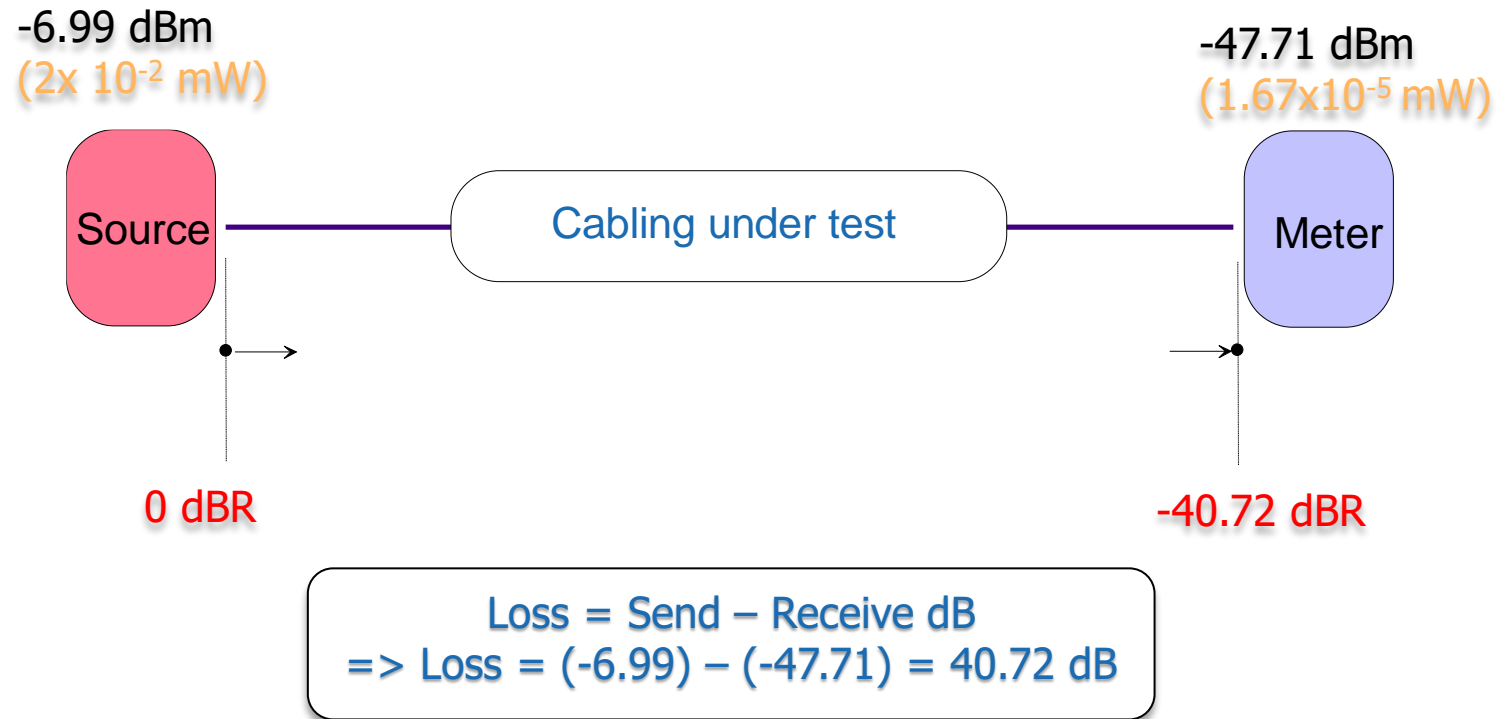 -6.99 dBm
(2x 10⁻² mW)
-47.71 dBm
(1.67x10⁻⁵ mW)
Source
Cabling under test
Meter
0 dBR
-40.72 dBR
Loss = Send – Receive dB
=> Loss = (-6.99) – (-47.71) = 40.72 dB